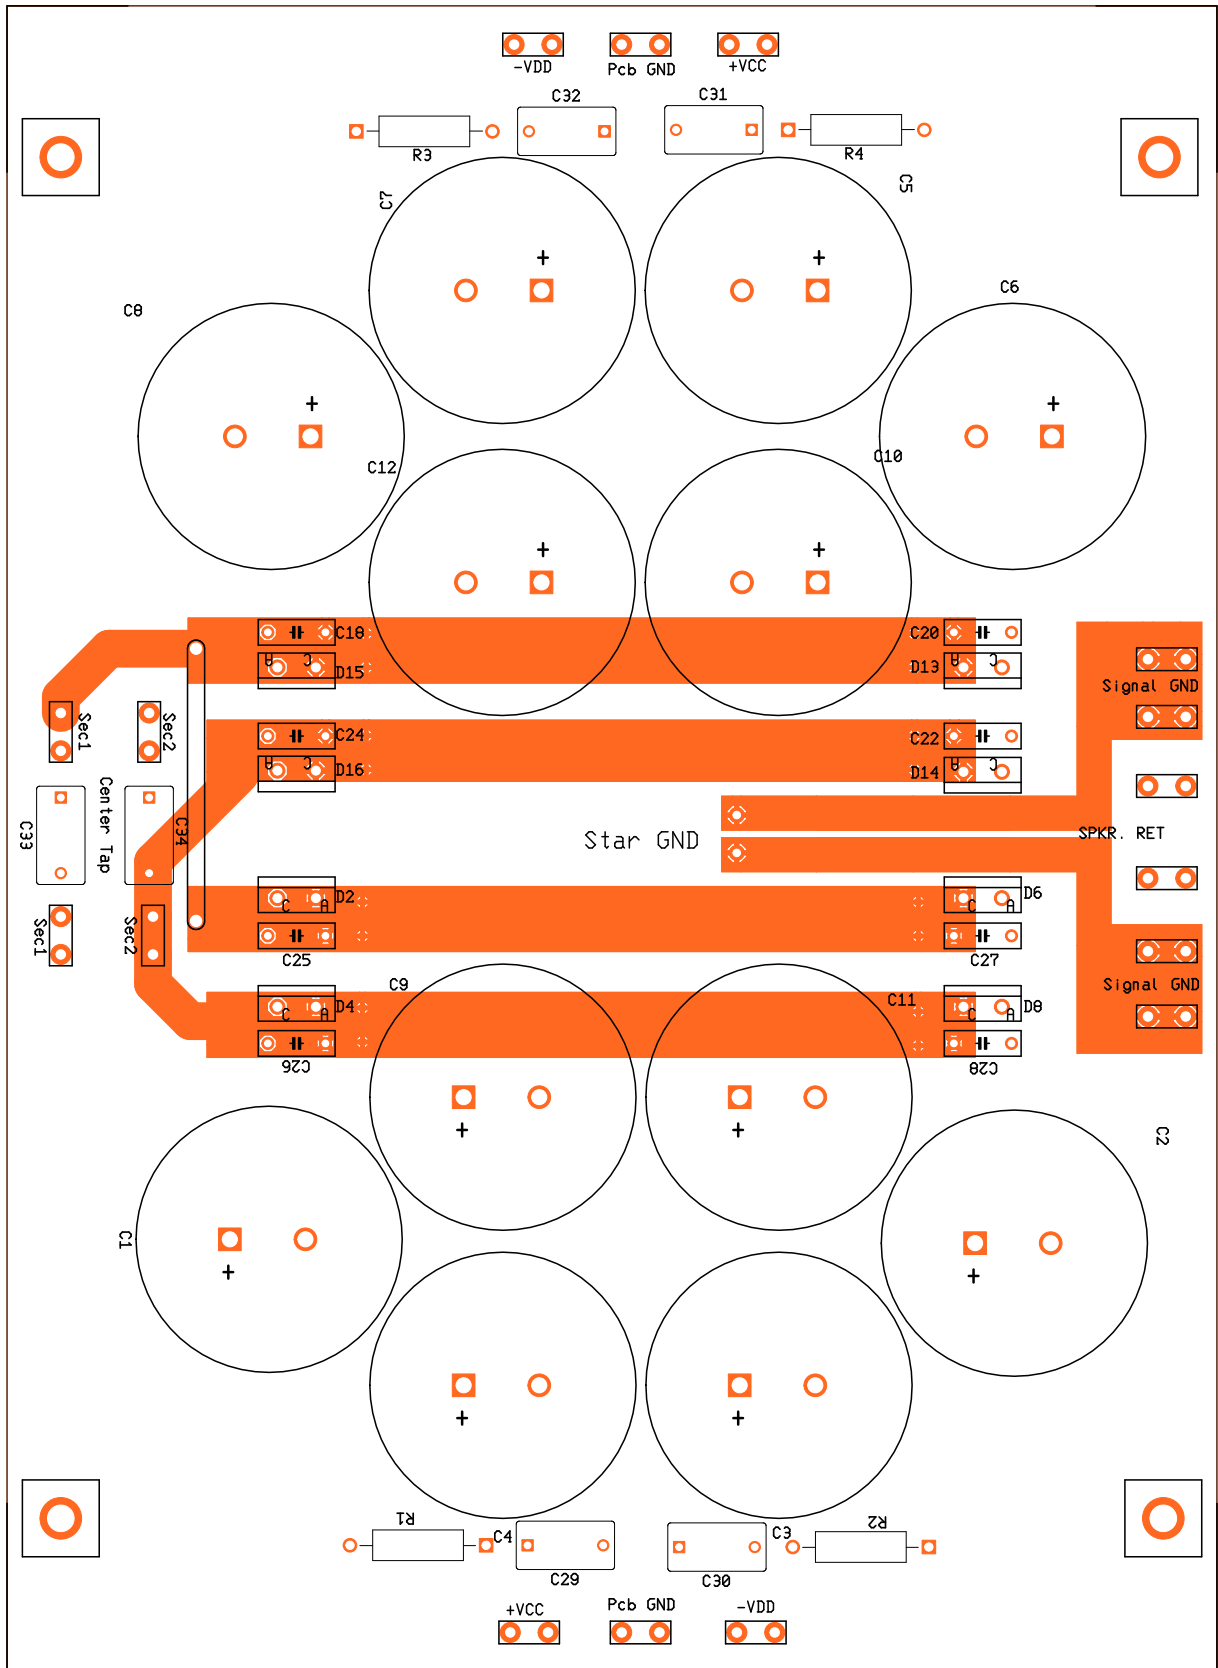 -VDD
Pcb GND
+VCC
C32
C31
R3
R4
C7
C5
+
+
C8
C6
+
+
C12
C10
+
+
C18
C20
A C
D15
D13
A C
Signal GND
Sec1
Sec2
C24
C22
A C
D16
D14
A C
C33
Center Tap
C34
Star GND
SPKR. RET
D2
C A
D6
C A
Sec1
Sec2
C25
C27
C9
C11
Signal GND
D4
C A
D8
C A
C26
C28
+
+
C2
C1
+
+
+
+
R1
C4
C3
R2
C29
C30
+VCC
Pcb GND
-VDD